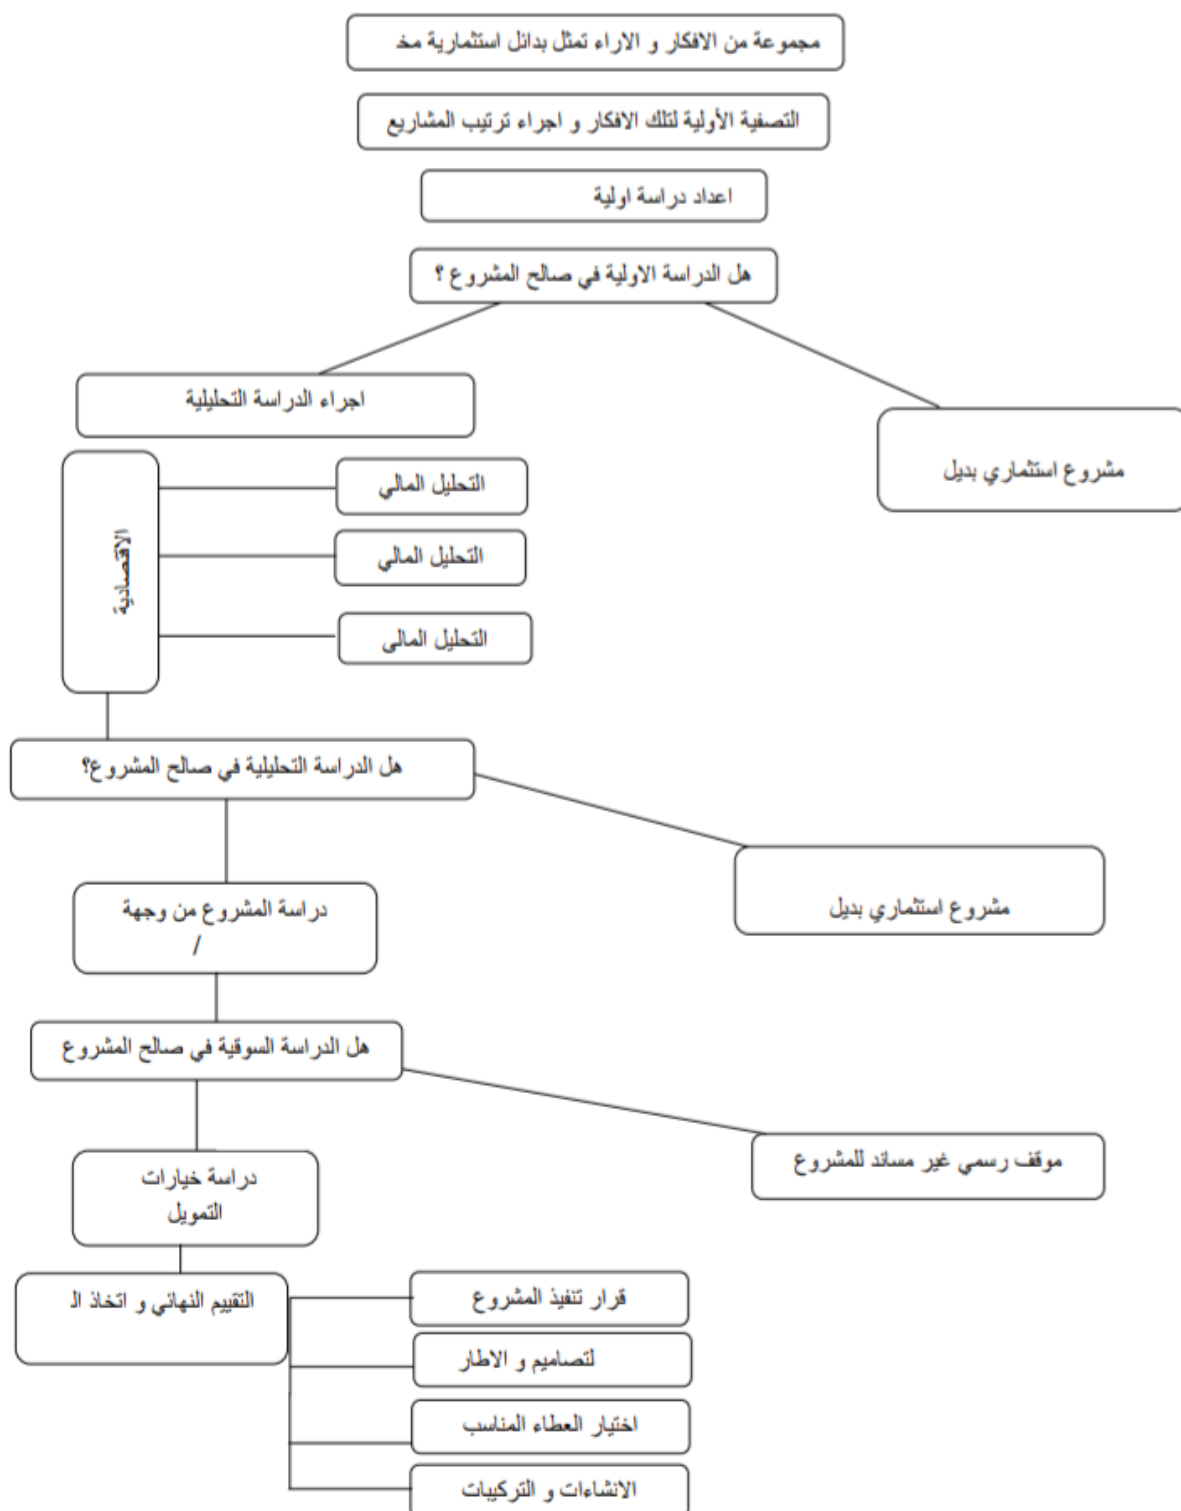 مجموعة من الافكار و الاراء تمثل بدائل استثمارية مخـ
التصفية الأولية لتلك الافكار و اجراء ترتيب المشاريع
اعداد دراسة اولية
هل الدراسة الاولية في صالح المشروع ؟
اجراء الدراسة التحليلية
مشروع استثماري بديل
الاقتصادية
التحليل المالي
التحليل المالي
التحليل المالى
هل الدراسة التحليلية في صالح المشروع؟
مشروع استثماري بديل
دراسة المشروع من وجهة
/
هل الدراسة السوقية في صالح المشروع
موقف رسمي غير مساند للمشروع
دراسة خيارات
التمويل
التقييم النهائي و اتخاذ الـ
قرار تنفيذ المشروع
لتصاميم و الاطار
اختيار العطاء المناسب
الانشاءات و التركيبات